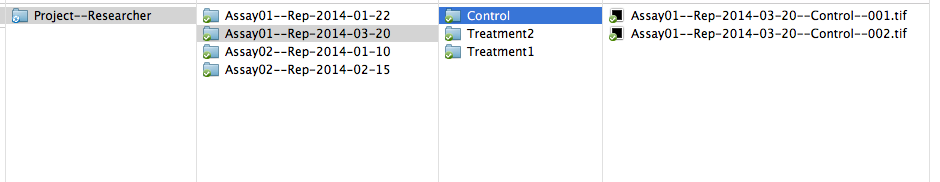 Project--Researcher
Assay01--Rep-2014-01-22
Assay01--Rep-2014-03-20
Assay02--Rep-2014-01-10
Assay02--Rep-2014-02-15
Control
Treatment2
Treatment1
Assay01--Rep-2014-03-20--Control--001.tif
Assay01--Rep-2014-03-20--Control--002.tif